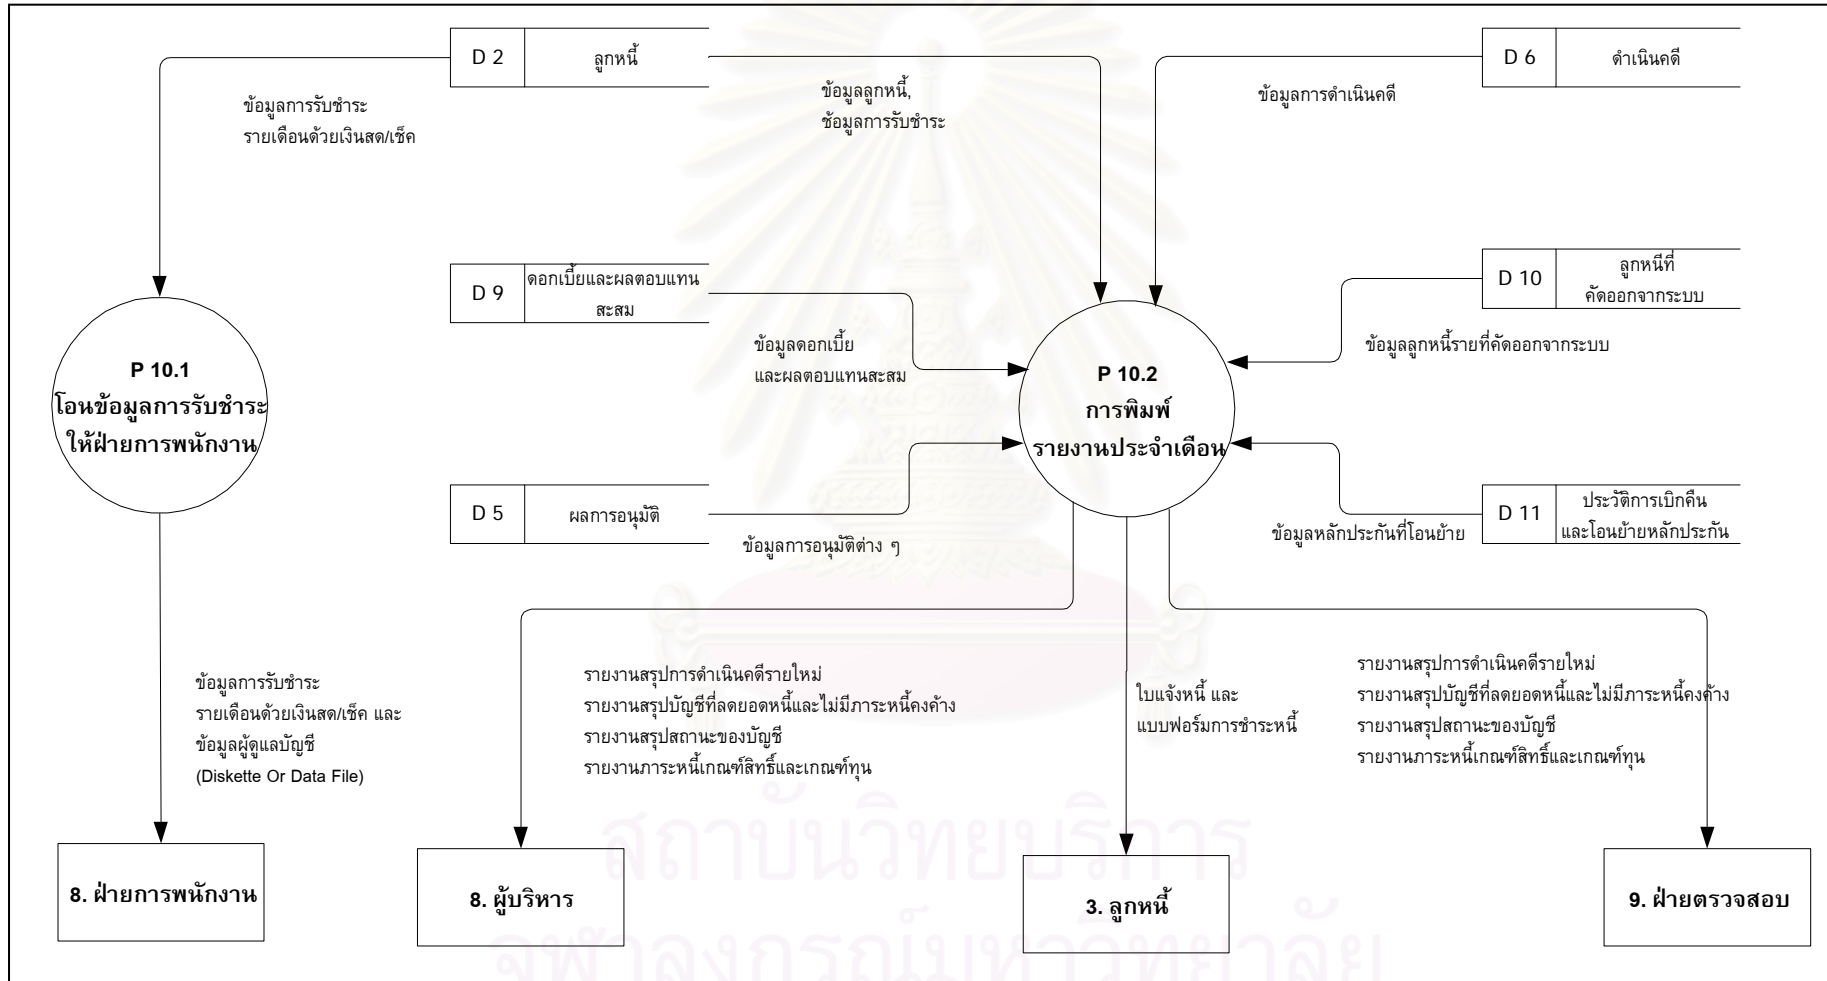 D 2
ลูกหนี้
D 6
ดำเนินคดี
ข้อมูลการรับชำระ
รายเดือนด้วยเงินสด/เช็ค
ข้อมูลลูกหนี้,
ช้อมูลการรับชำระ
ข้อมูลการดำเนินคดี
D 9
ดอกเบี้ยและผลตอบแทน
สะสม
D 10
ลูกหนีที่
คัดออกจากระบบ
ข้อมูลดอกเบี้ย
และผลตอบแทนสะสม
ข้อมูลลูกหนี้รายที่คัดออกจากระบบ
P 10.1
โอนข้อมูลการรับชำระ
ให้ฝ่ายการพนักงาน
P 10.2
การพิมพ์
รายงานประจำเดือน
D 5
ผลการอนุมัติ
D 11
ประวัติการเบิกคืน
และโอนย้ายหลักประกัน
ข้อมูลการอนุมัติต่าง ๆ
ข้อมูลหลักประกันที่โอนย้าย
ข้อมูลการรับชำระ
รายเดือนด้วยเงินสด/เช็ค และ
ข้อมูลผู้ดูแลบัญชี
(Diskette Or Data File)
รายงานสรุปการดำเนินคดีรายใหม่
รายงานสรุปบัญชีที่ลดยอดหนี้และไม่มีภาระหนี้คงค้าง
รายงานสรุปสถานะของบัญชี
รายงานภาระหนี้เกณฑ์สิทธิ์และเกณฑ์ทุน
ใบแจ้งหนี้ และ
แบบฟอร์มการชำระหนี้
รายงานสรุปการดำเนินคดีรายใหม่
รายงานสรุปบัญชีที่ลดยอดหนี้และไม่มีภาระหนี้คงค้าง
รายงานสรุปสถานะของบัญชี
รายงานภาระหนี้เกณฑ์สิทธิ์และเกณฑ์ทุน
8. ฝ่ายการพนักงาน
8. ผู้บริหาร
3. ลูกหนี้
9. ฝ่ายตรวจสอบ
สถาบันวิทยบริการ
จุฬาลงกรณ์มหาวิทยาลัย